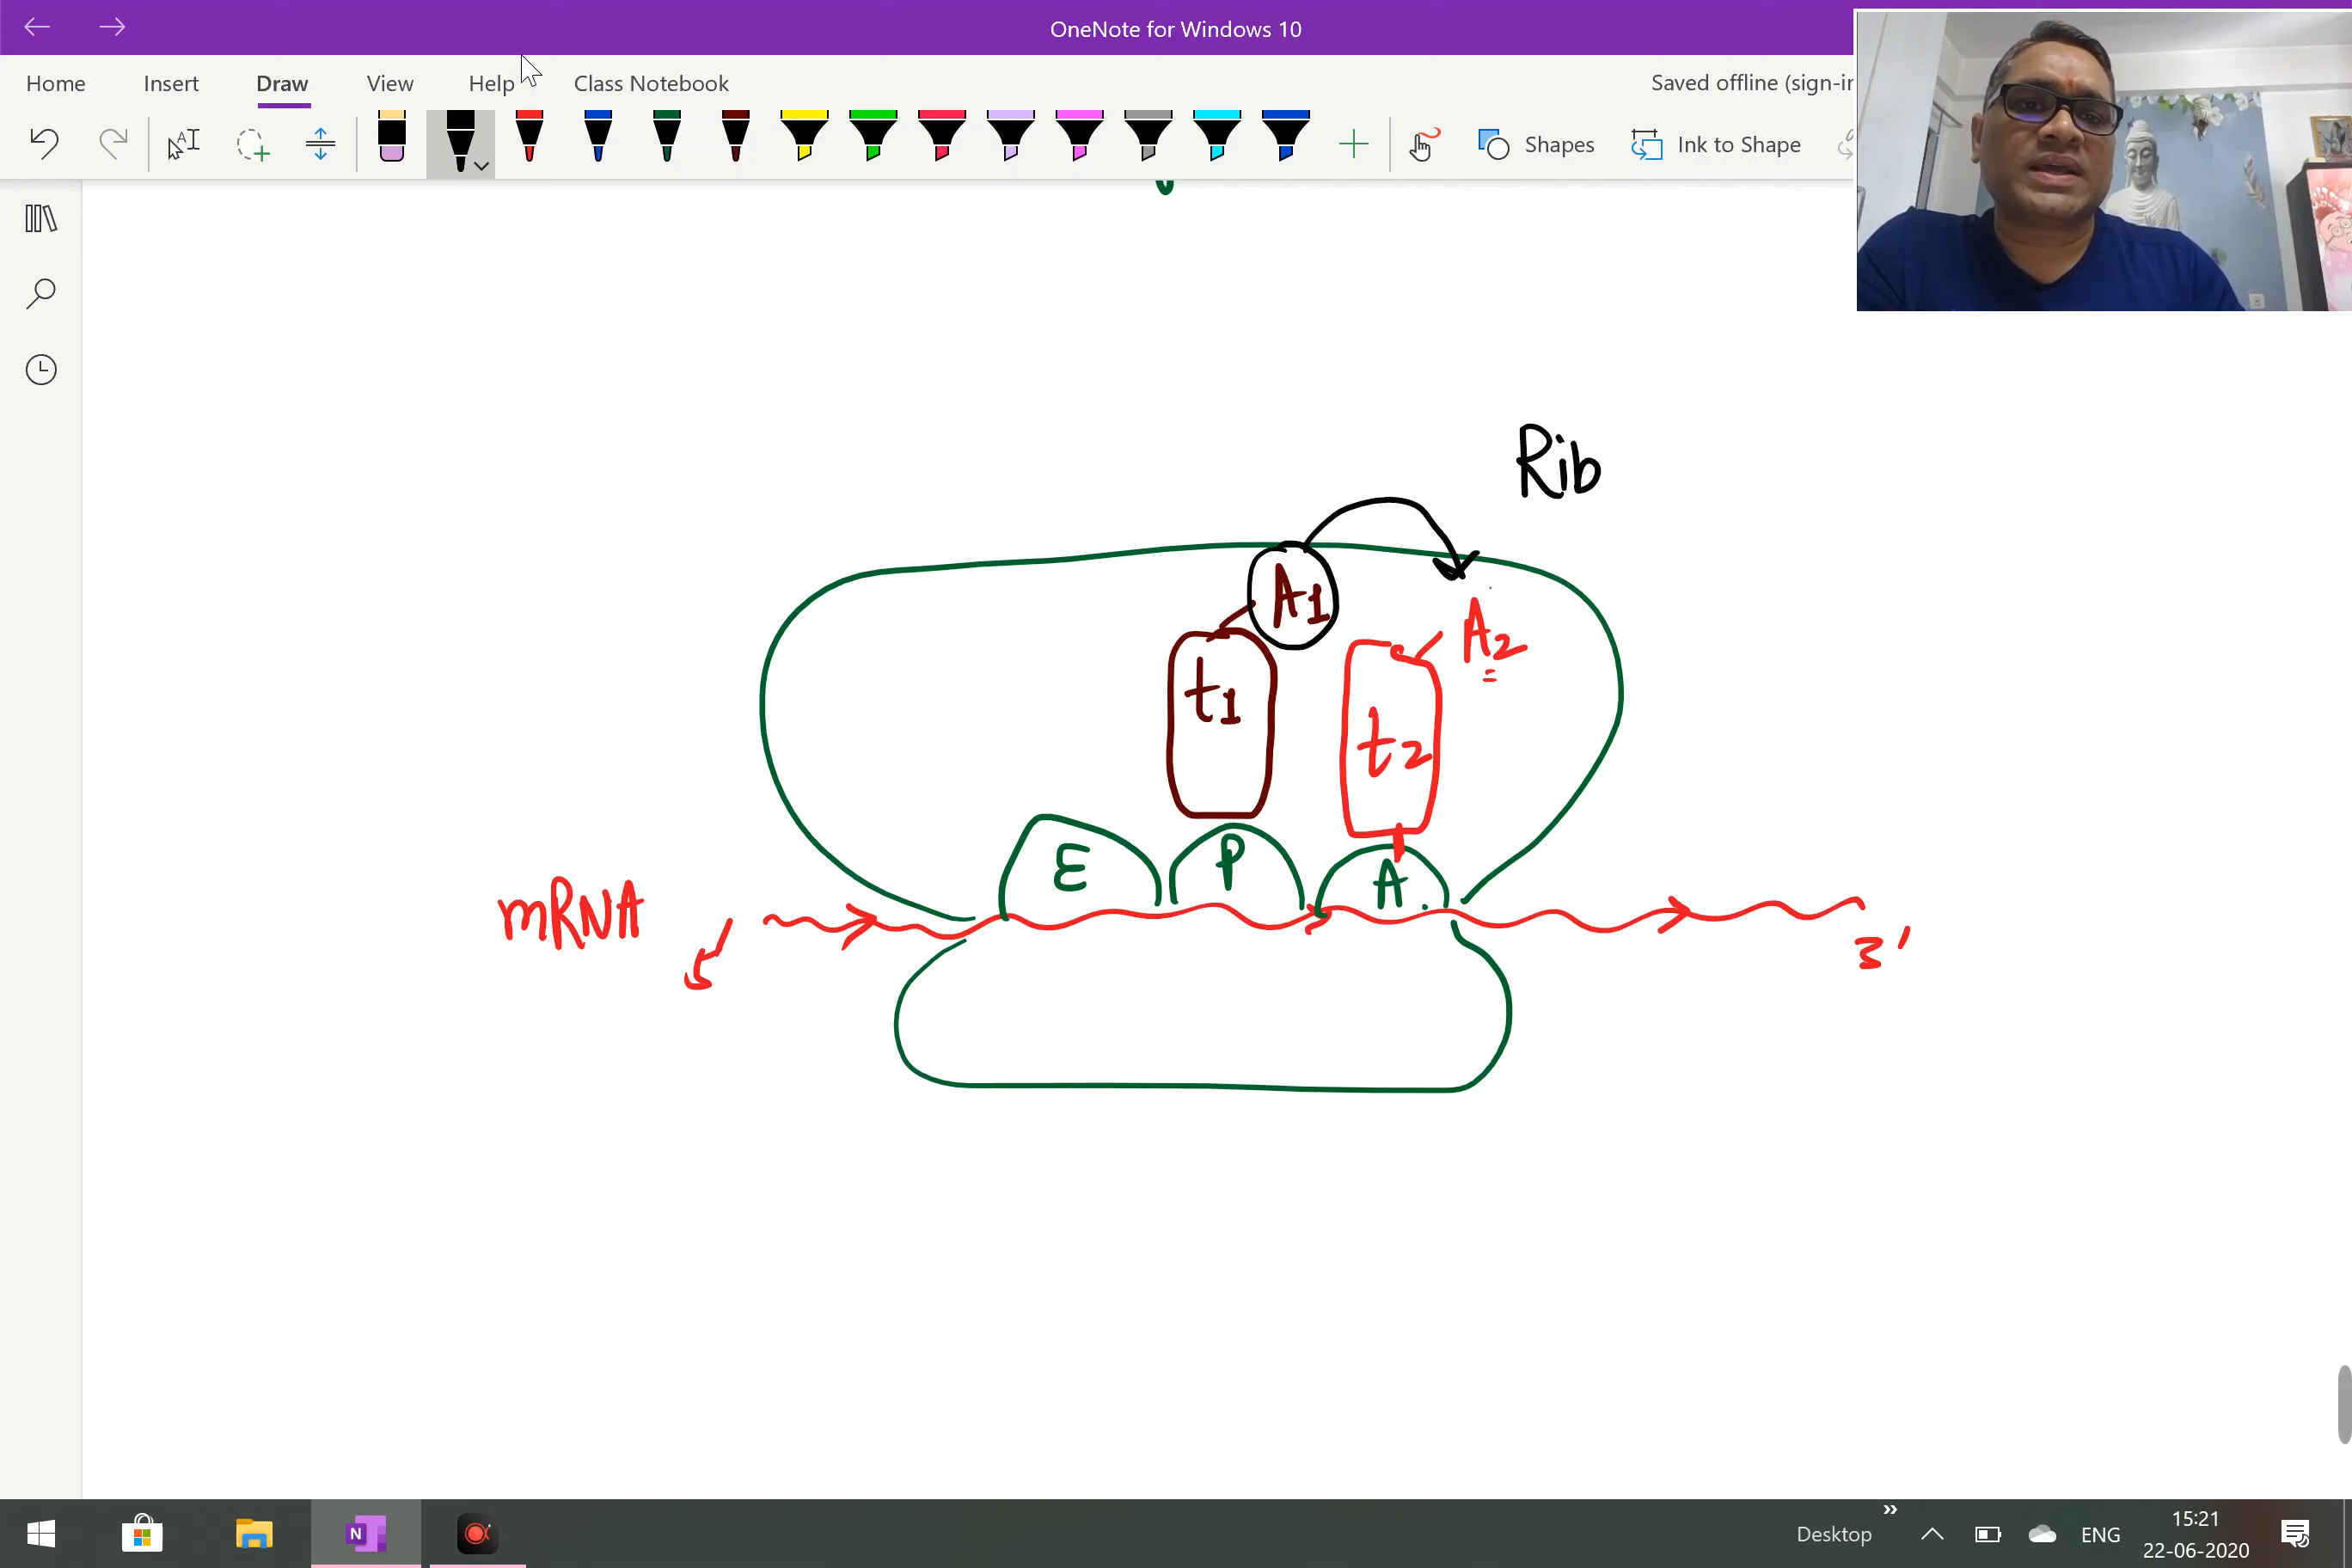 OneNote for Windows 10
Home Insert Draw View Help Class Notebook
Saved offline (sign-in
Shapes Ink to Shape
Rib
A1
A2
t1
t2
E P A
mRNA
5'
3'
Desktop ENG 15:21
22-06-2020